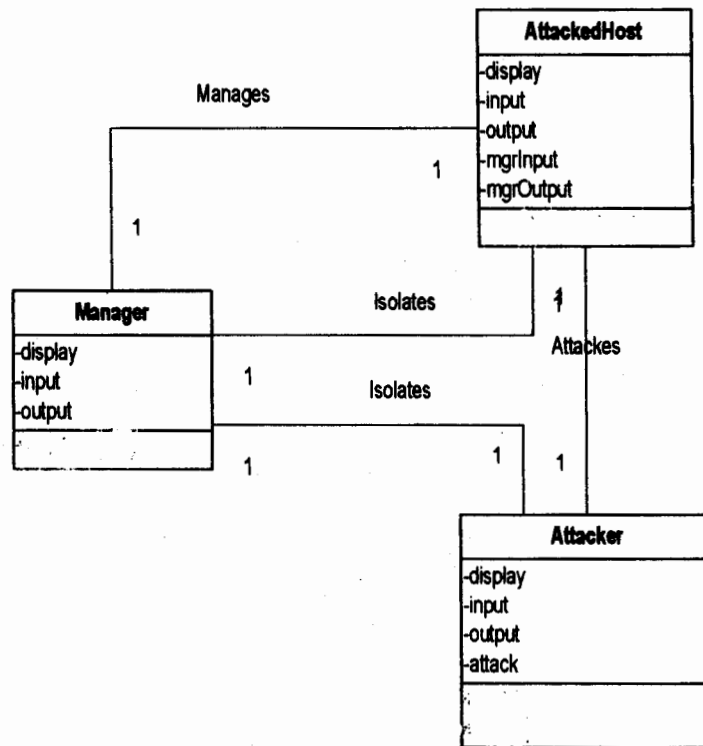 AttackedHost
-display
-input
-output
-mgrInput
-mgrOutput
Manages
1
1
Manager
-display
-input
-output
Isolates
1
1
1
Attackes
Isolates
1
1
1
Attacker
-display
-input
-output
-attack